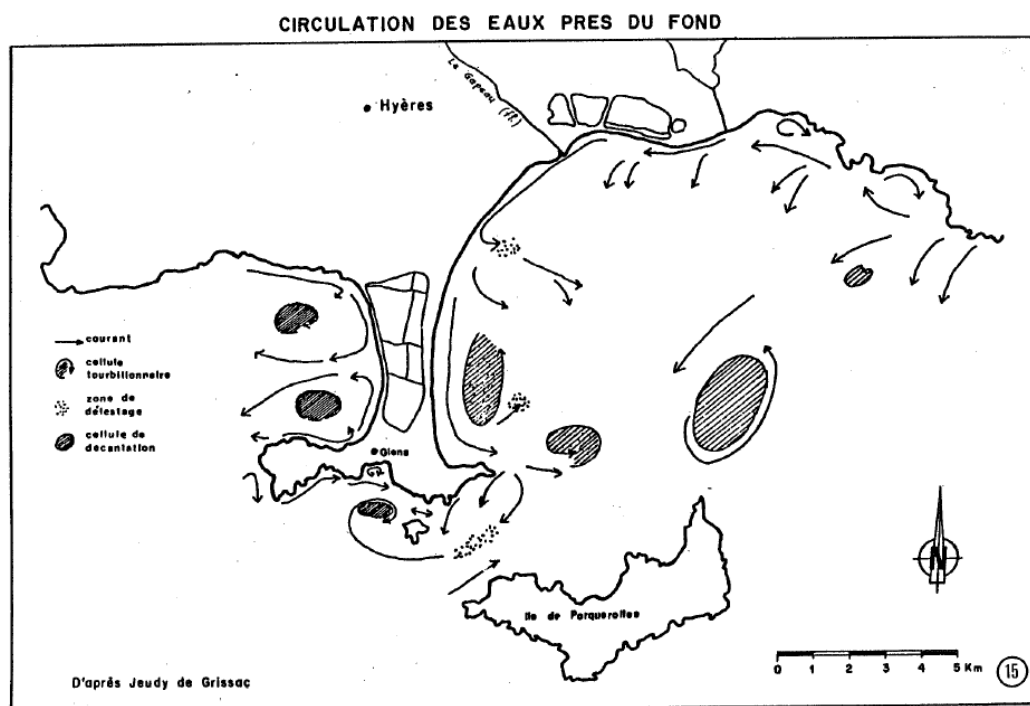 CIRCULATION DES EAUX PRES DU FOND
Le Gapeau (fl.)
Hyères
courant
cellule
tourbillonnaire
zone de
délestage
cellule de
décantation
Giens
N
Ile de Porquerolles
0 1 2 3 4 5 Km
D'après Jeudy de Grissac
15